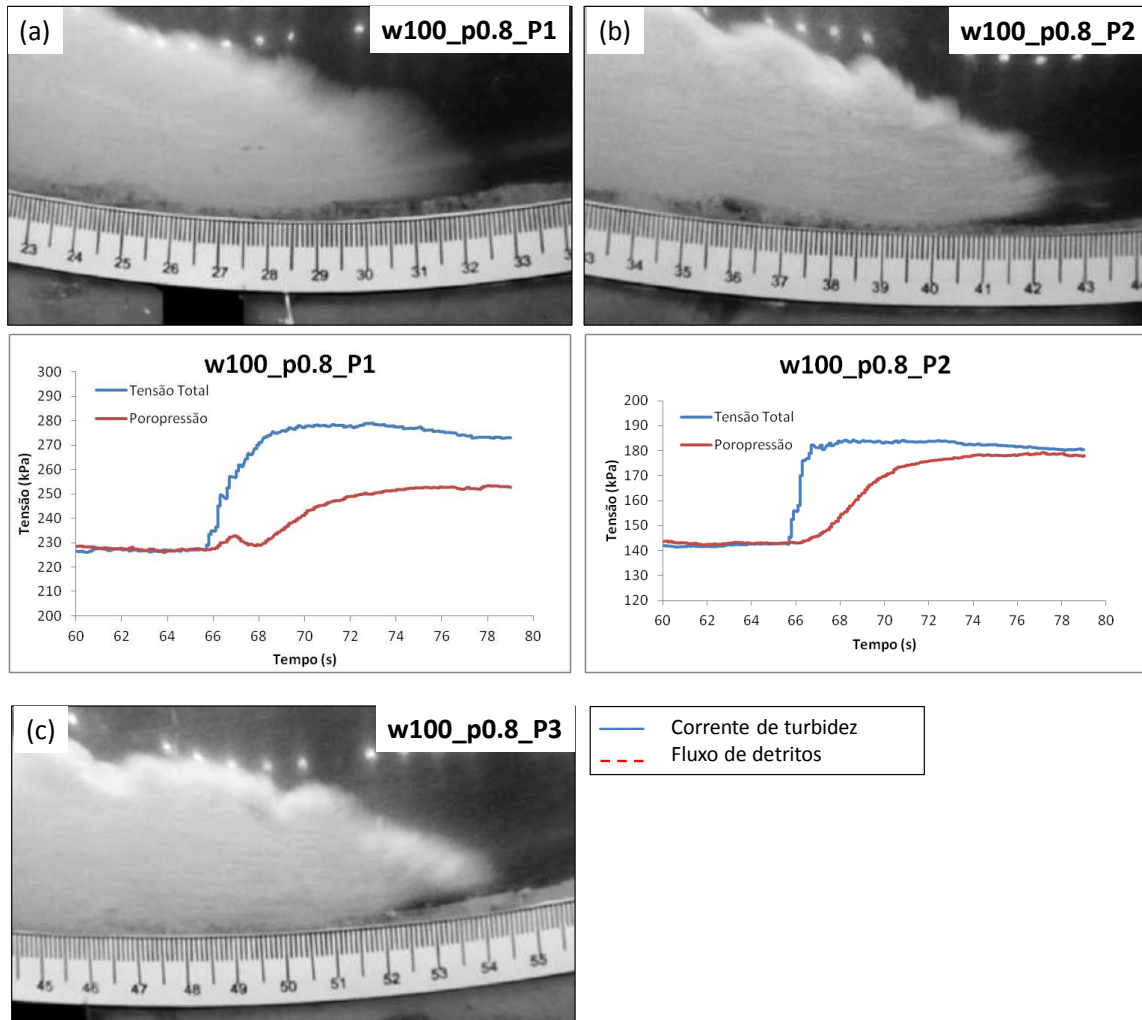 (a)
w100_p0.8_P1
23 24 25 26 27 28 29 30 31 32 33
(b)
w100_p0.8_P2
34 35 36 37 38 39 40 41 42 43
w100_p0.8_P1
Tensão Total
Poropressão
Tensão (kPa)
300
290
280
270
260
250
240
230
220
210
200
60 62 64 66 68 70 72 74 76 78 80
Tempo (s)
w100_p0.8_P2
Tensão Total
Poropressão
Tensão (kPa)
200
190
180
170
160
150
140
130
120
60 62 64 66 68 70 72 74 76 78 80
Tempo (s)
(c)
w100_p0.8_P3
45 46 47 48 49 50 51 52 53 54 55
Corrente de turbidez
Fluxo de detritos